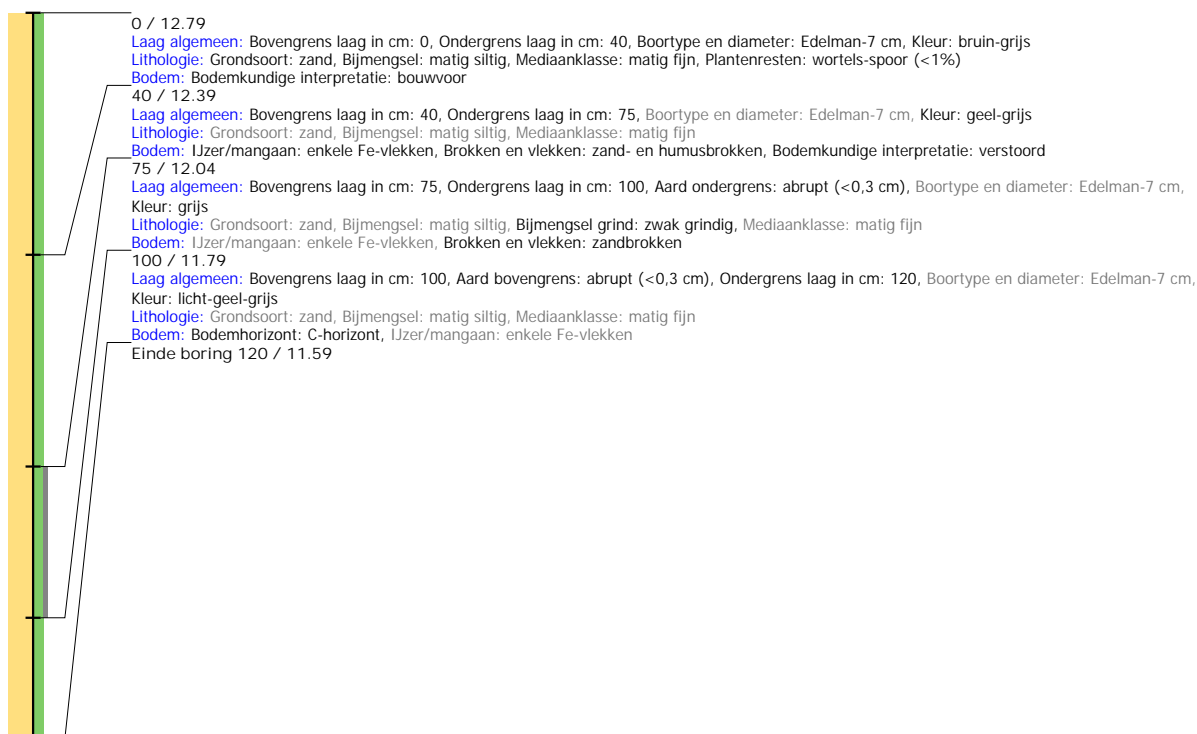 0 / 12.79
Laag algemeen: Bovengrens laag in cm: 0, Ondergrens laag in cm: 40, Boortype en diameter: Edelman-7 cm, Kleur: bruin-grijs
Lithologie: Grondsoort: zand, Bijmengsel: matig siltig, Mediaanklasse: matig fijn, Plantenresten: wortels-spoor (<1%)
Bodem: Bodemkundige interpretatie: bouwvoor
40 / 12.39
Laag algemeen: Bovengrens laag in cm: 40, Ondergrens laag in cm: 75, Boortype en diameter: Edelman-7 cm, Kleur: geel-grijs
Lithologie: Grondsoort: zand, Bijmengsel: matig siltig, Mediaanklasse: matig fijn
Bodem: IJzer/mangaan: enkele Fe-vlekken, Brokken en vlekken: zand- en humusbrokken, Bodemkundige interpretatie: verstoord
75 / 12.04
Laag algemeen: Bovengrens laag in cm: 75, Ondergrens laag in cm: 100, Aard ondergrens: abrupt (<0,3 cm), Boortype en diameter: Edelman-7 cm,
Kleur: grijs
Lithologie: Grondsoort: zand, Bijmengsel: matig siltig, Bijmengsel grind: zwak grindig, Mediaanklasse: matig fijn
Bodem: IJzer/mangaan: enkele Fe-vlekken, Brokken en vlekken: zandbrokken
100 / 11.79
Laag algemeen: Bovengrens laag in cm: 100, Aard bovengrens: abrupt (<0,3 cm), Ondergrens laag in cm: 120, Boortype en diameter: Edelman-7 cm,
Kleur: licht-geel-grijs
Lithologie: Grondsoort: zand, Bijmengsel: matig siltig, Mediaanklasse: matig fijn
Bodem: Bodemhorizont: C-horizont, IJzer/mangaan: enkele Fe-vlekken
Einde boring 120 / 11.59